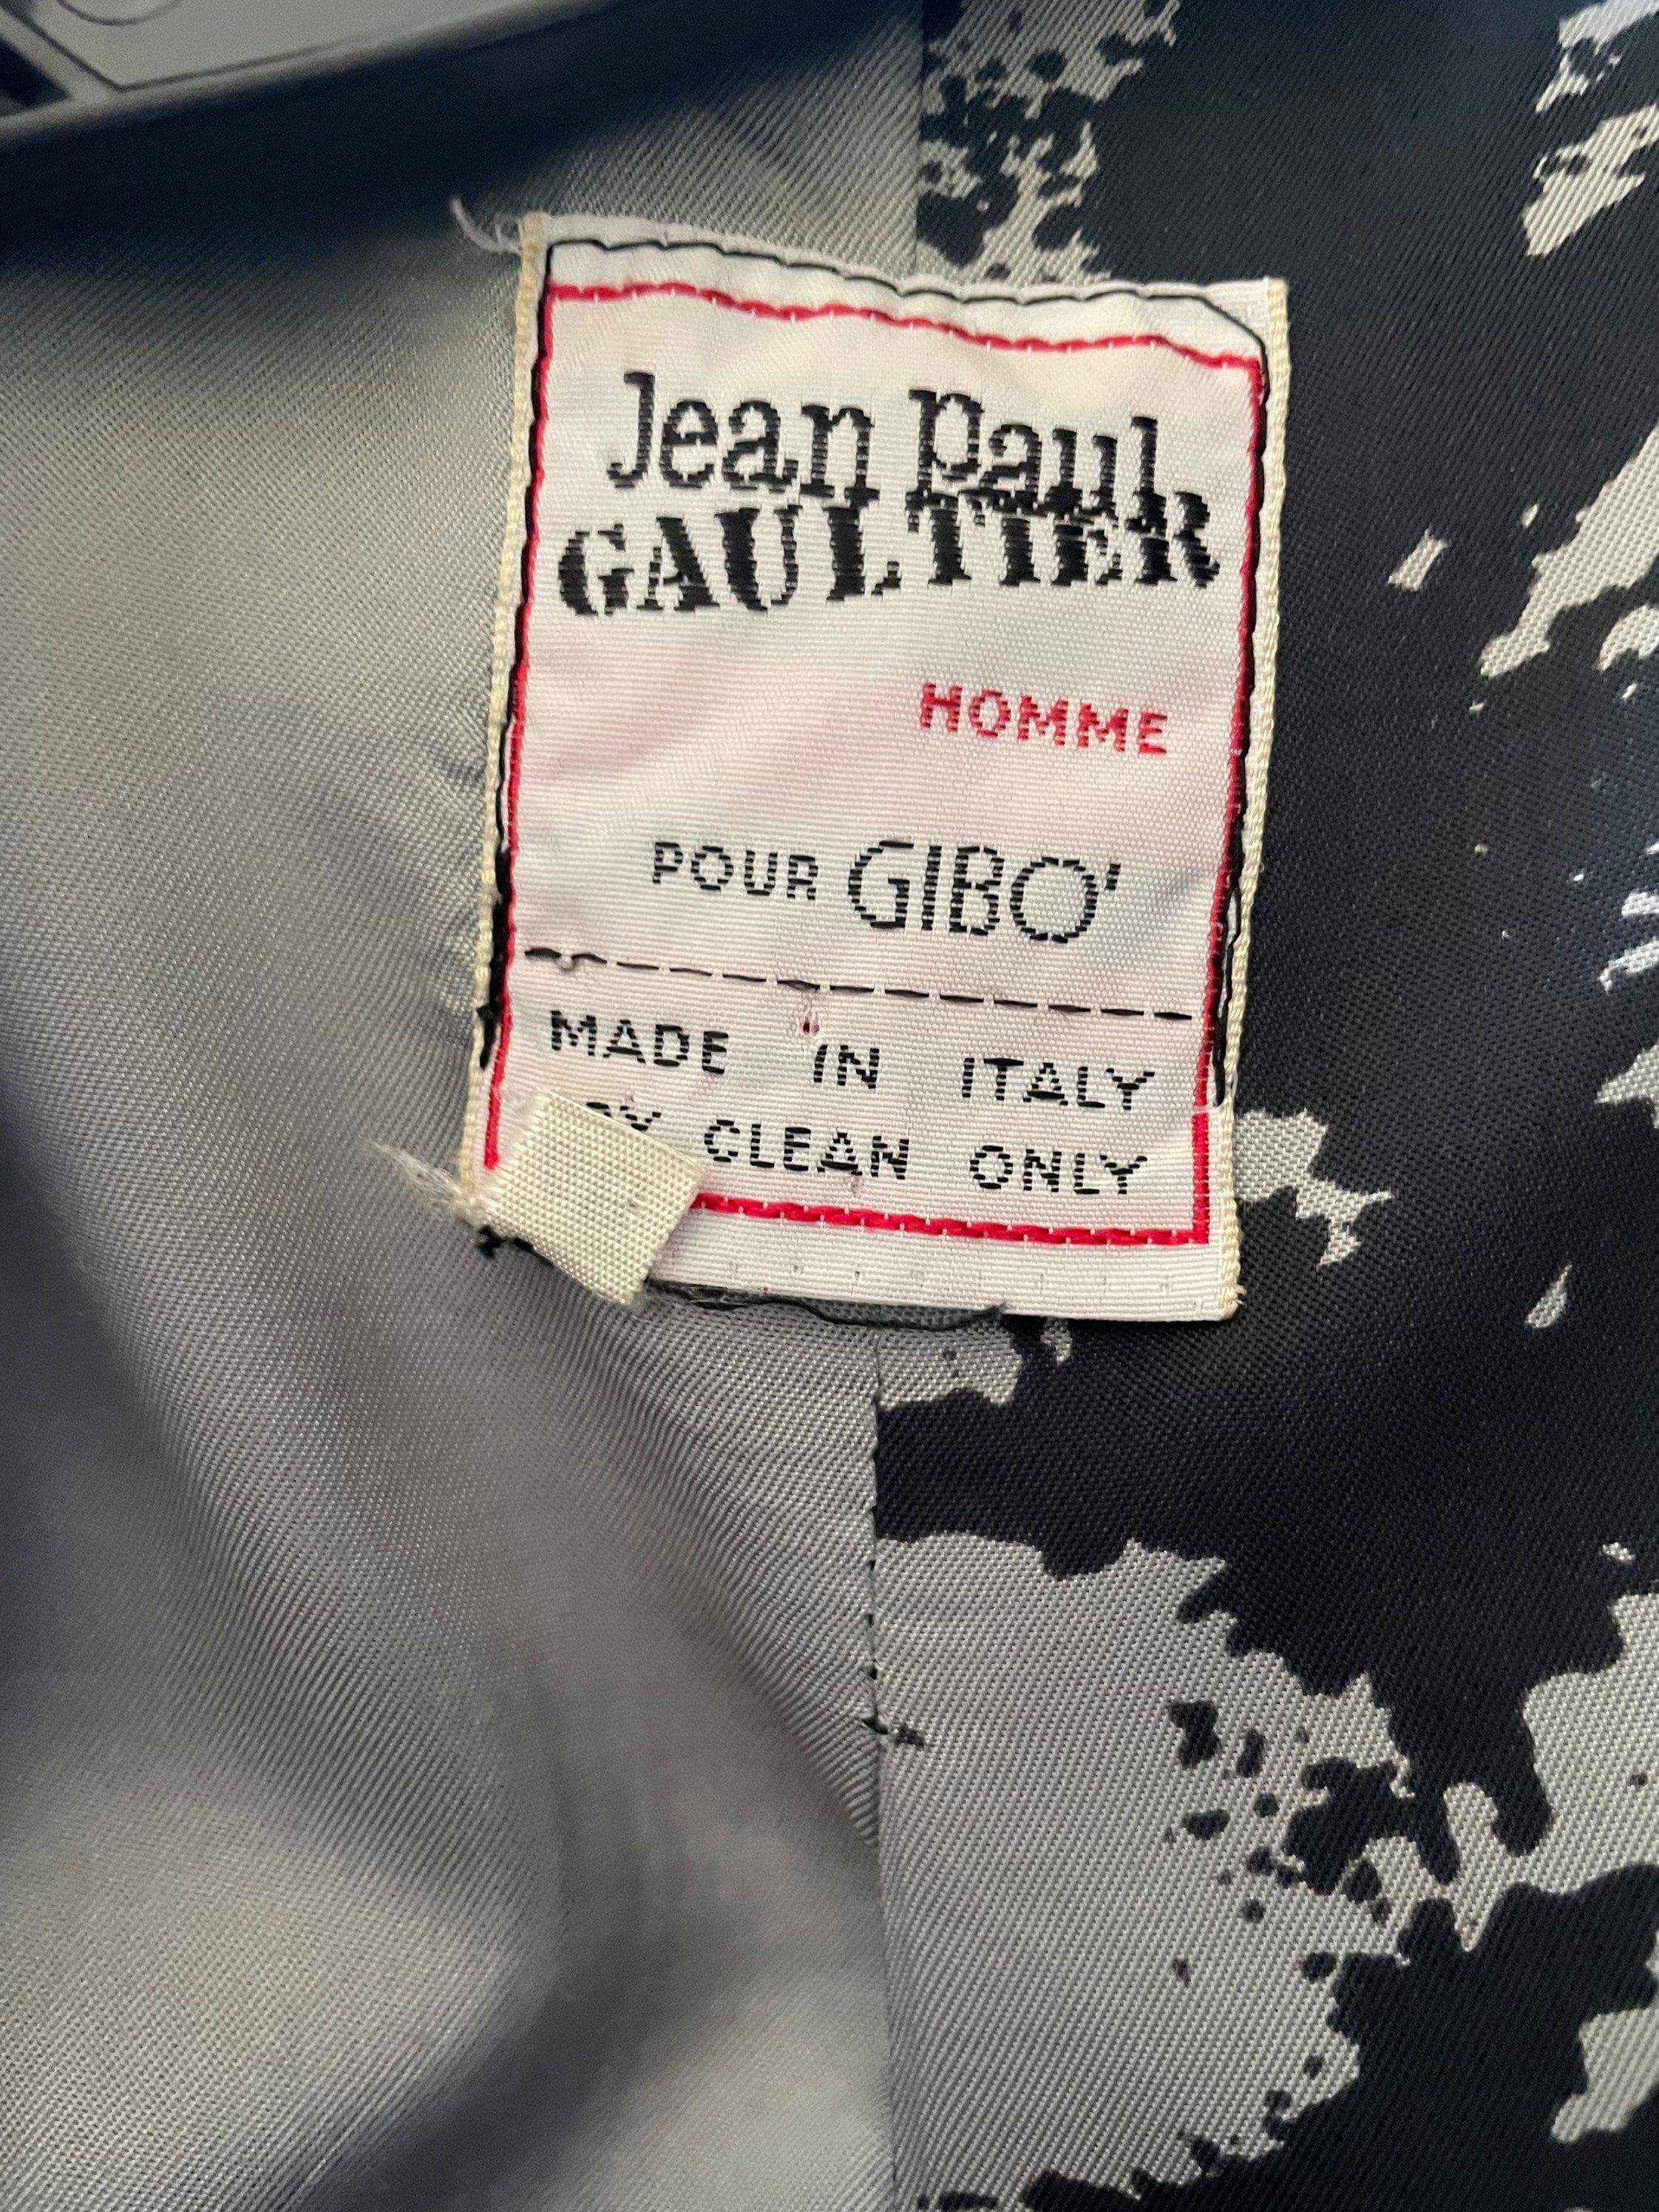 Jean Paul
GAULTIER
HOMME
POUR GIBO'
MADE IN ITALY
CLEAN ONLY